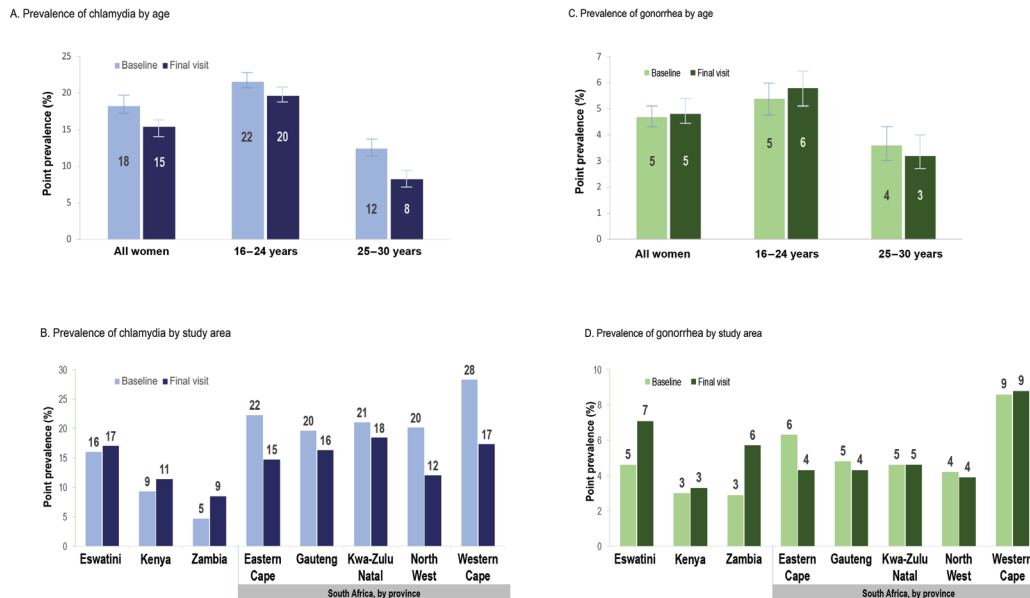 A. Prevalence of chlamydia by age
Point prevalence (%)
25
20
15
10
5
0
Baseline Final visit
18 15 22 20 12 8
All women 16–24 years 25–30 years
C. Prevalence of gonorrhea by age
Point prevalence (%)
7
6
5
4
3
2
1
0
Baseline Final visit
5 5 5 6 4 3
All women 16–24 years 25–30 years
B. Prevalence of chlamydia by study area
Point prevalence (%)
30
25
20
15
10
5
0
Baseline Final visit
16 17 9 11 5 9 22 15 20 16 21 18 20 12 28 17
Eswatini Kenya Zambia Eastern Gauteng Kwa-Zulu North Western
Cape Natal West Cape
South Africa, by province
D. Prevalence of gonorrhea by study area
Point prevalence (%)
10
8
6
4
2
0
Baseline Final visit
5 7 3 3 3 6 6 4 5 4 5 5 4 4 9 9
Eswatini Kenya Zambia Eastern Gauteng Kwa-Zulu North Western
Cape Natal West Cape
South Africa, by province